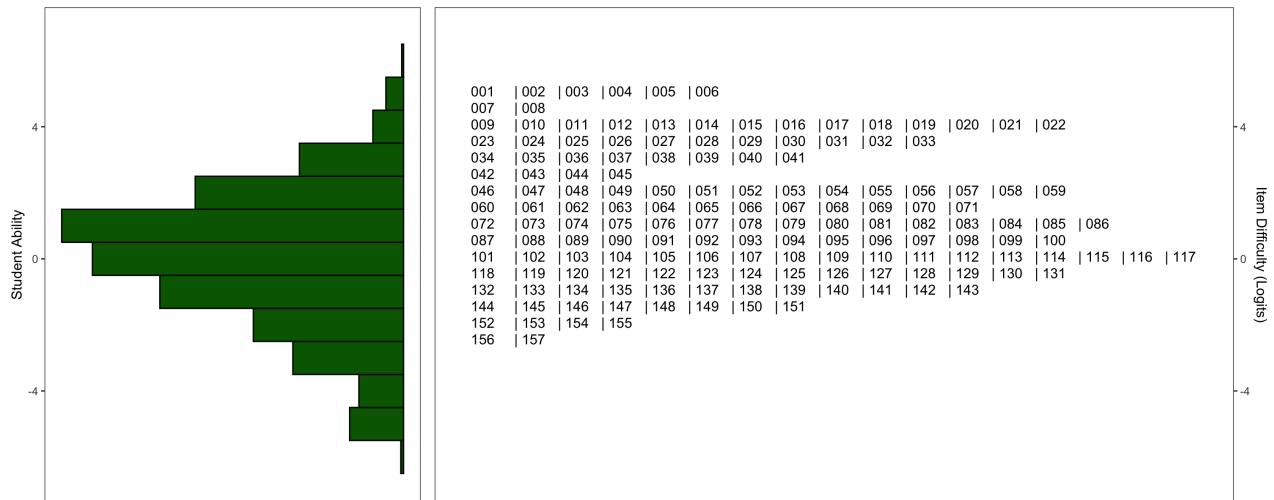 Student Ability
4
0
-4
001 | 002 | 003 | 004 | 005 | 006
007 | 008
009 | 010 | 011 | 012 | 013 | 014 | 015 | 016 | 017 | 018 | 019 | 020 | 021 | 022
023 | 024 | 025 | 026 | 027 | 028 | 029 | 030 | 031 | 032 | 033
034 | 035 | 036 | 037 | 038 | 039 | 040 | 041
042 | 043 | 044 | 045
046 | 047 | 048 | 049 | 050 | 051 | 052 | 053 | 054 | 055 | 056 | 057 | 058 | 059
060 | 061 | 062 | 063 | 064 | 065 | 066 | 067 | 068 | 069 | 070 | 071
072 | 073 | 074 | 075 | 076 | 077 | 078 | 079 | 080 | 081 | 082 | 083 | 084 | 085 | 086
087 | 088 | 089 | 090 | 091 | 092 | 093 | 094 | 095 | 096 | 097 | 098 | 099 | 100
101 | 102 | 103 | 104 | 105 | 106 | 107 | 108 | 109 | 110 | 111 | 112 | 113 | 114 | 115 | 116 | 117
118 | 119 | 120 | 121 | 122 | 123 | 124 | 125 | 126 | 127 | 128 | 129 | 130 | 131
132 | 133 | 134 | 135 | 136 | 137 | 138 | 139 | 140 | 141 | 142 | 143
144 | 145 | 146 | 147 | 148 | 149 | 150 | 151
152 | 153 | 154 | 155
156 | 157
4
0
-4
Item Difficulty (Logits)